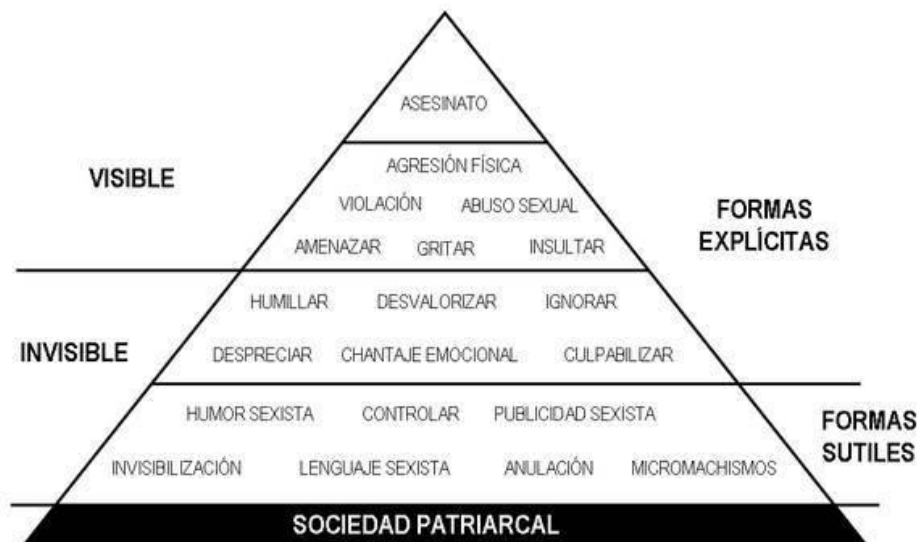 ASESINATO
VISIBLE
AGRESIÓN FÍSICA
VIOLACIÓN ABUSO SEXUAL
AMENAZAR GRITAR INSULTAR
FORMAS
EXPLÍCITAS
INVISIBLE
HUMILLAR DESVALORIZAR IGNORAR
DESPRECIAR CHANTAJE EMOCIONAL CULPABILIZAR
HUMOR SEXISTA CONTROLAR PUBLICIDAD SEXISTA
INVISIBILIZACIÓN LENGUAJE SEXISTA ANULACIÓN MICROMACHISMOS
FORMAS
SUTILES
SOCIEDAD PATRIARCAL